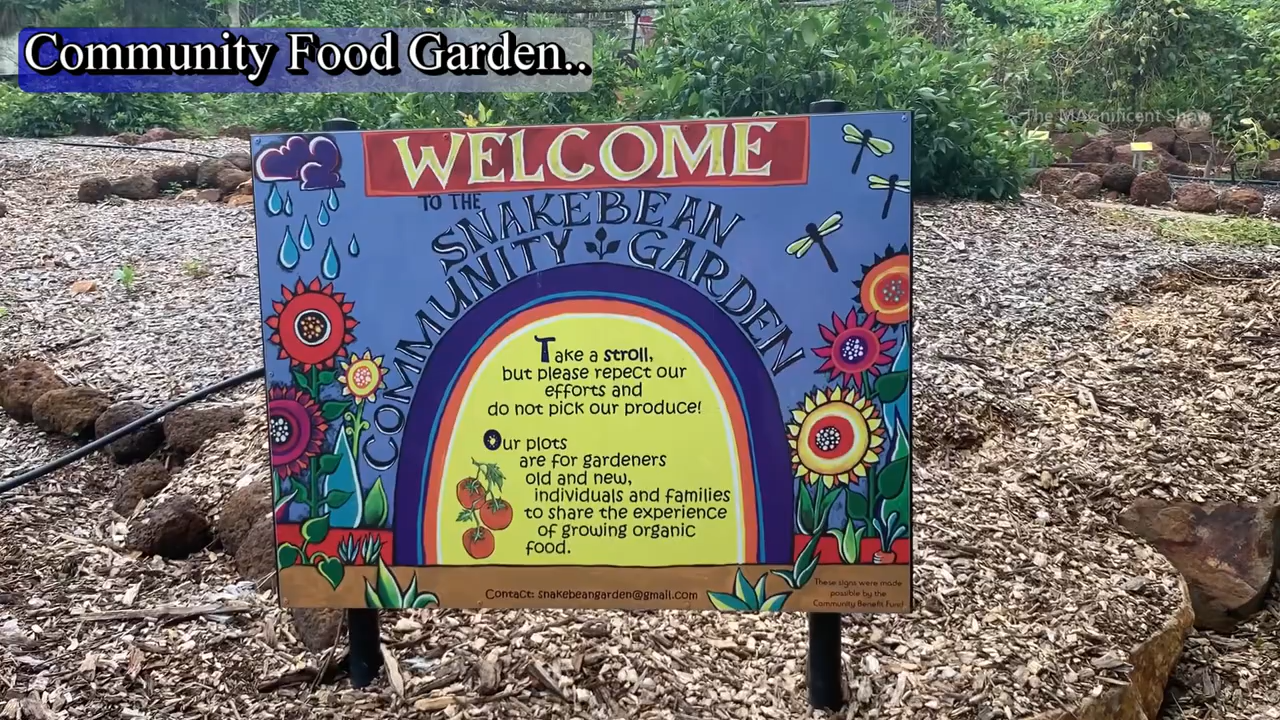 Community Food Garden..
The MAGnificent Show
WELCOME
TO THE
SNAKEBEAN
COMMUNITY GARDEN
Take a stroll,
but please repect our
efforts and
do not pick our produce!
Our plots
are for gardeners
old and new,
individuals and families
to share the experience
of growing organic
food.
Contact: snakebeangarden@gmail.com
These signs were made
possible by the
Community Benefit Fund